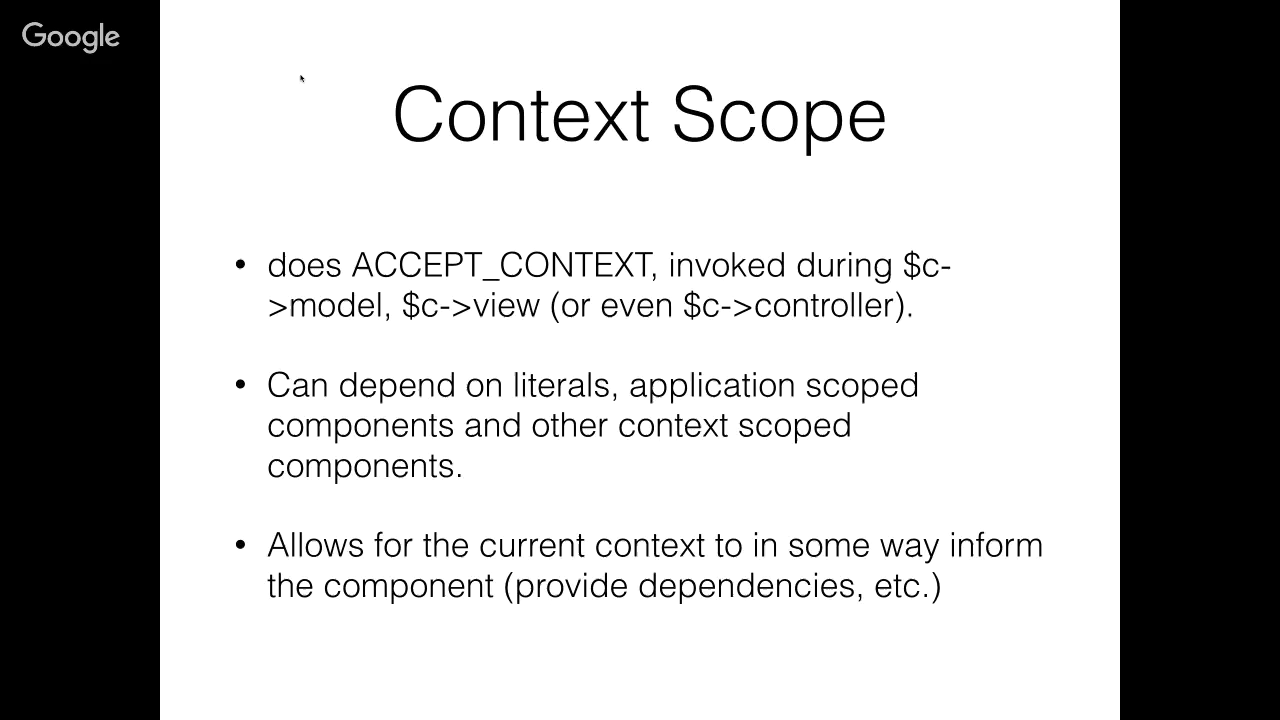 Google
Context Scope
• does ACCEPT_CONTEXT, invoked during $c-
>model, $c->view (or even $c->controller).
• Can depend on literals, application scoped
components and other context scoped
components.
• Allows for the current context to in some way inform
the component (provide dependencies, etc.)